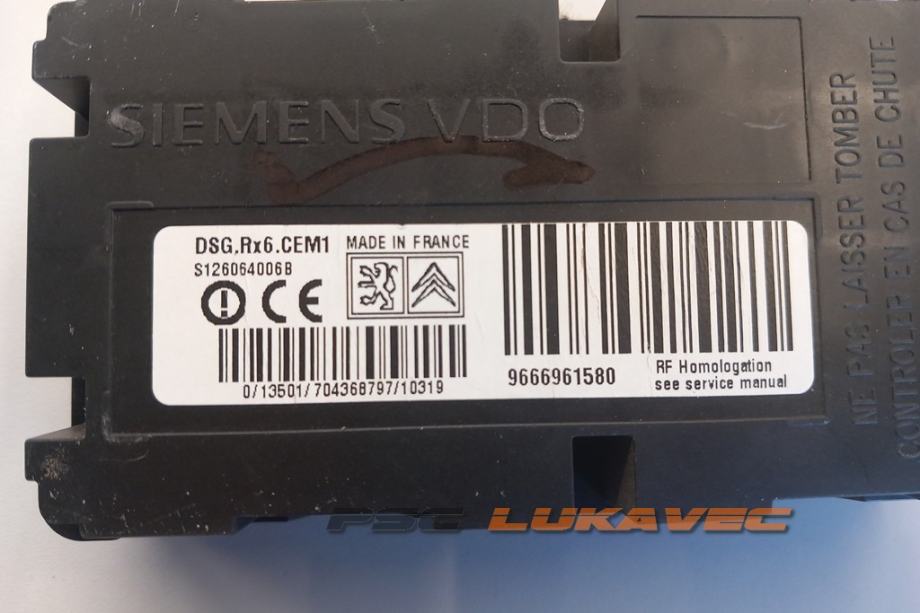 SIEMENS VDO
DSG.Rx6.CEM1 MADE IN FRANCE
S126064006B
CE
0/13501/704368797/10319
9666961580
RF Homologation
see service manual
NE PAS LAISSER TOMBER
CONTROLER EN CAS DE CHUTE
PSC LUKAVEC